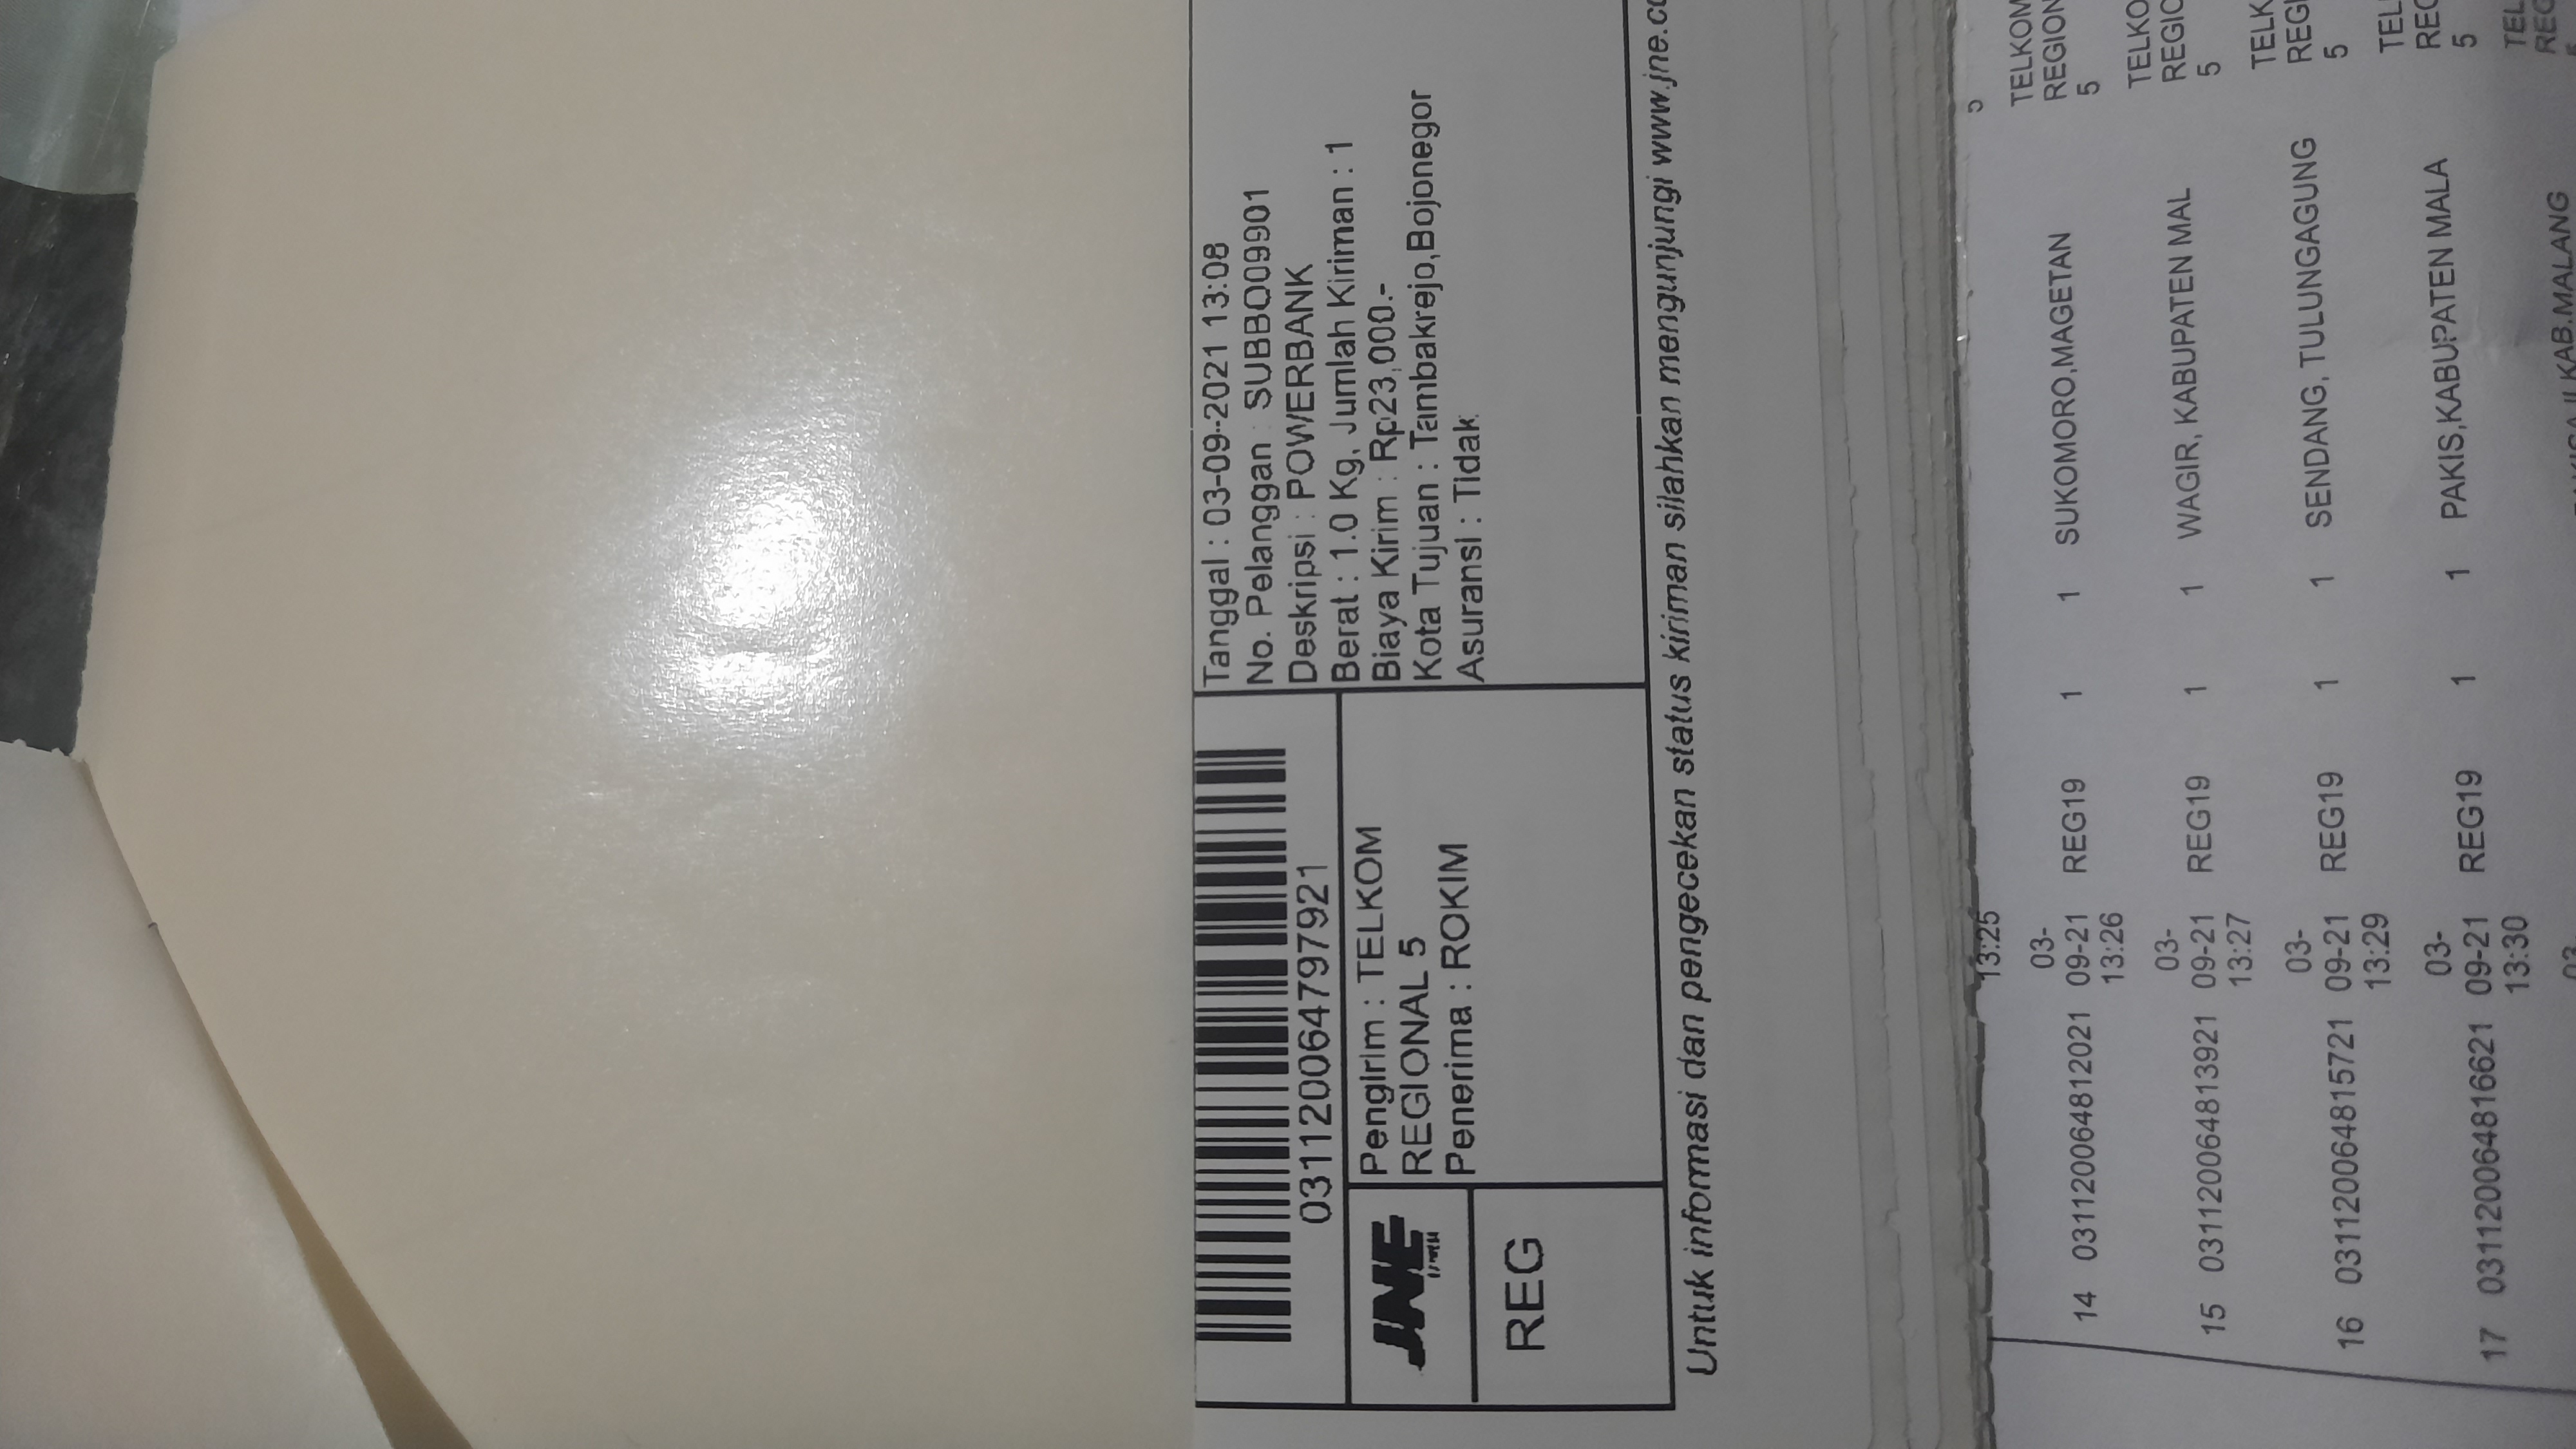 031120064797921
JNE
REG
Pengirim : TELKOM
REGIONAL 5
Penerima : ROKIM
Tanggal : 03-09-2021 13:08
No. Pelanggan : SUBBO09901
Deskripsi : POWERBANK
Berat : 1.0 Kg, Jumlah Kiriman : 1
Biaya Kirim : Rp23,000.-
Kota Tujuan : Tambakrejo,Bojonegor
Asuransi : Tidak
Untuk informasi dan pengecekan status kiriman silahkan mengunjungi www.jne.co
13:25
14 031120064812021 03-09-21 13:26 REG19 1 1 SUKOMORO,MAGETAN TELKOM REGION 5
15 031120064813921 03-09-21 13:27 REG19 1 1 WAGIR, KABUPATEN MAL TELKO REGIO 5
16 031120064815721 03-09-21 13:29 REG19 1 1 SENDANG, TULUNGAGUNG TELK REGI 5
17 031120064816621 03-09-21 13:30 REG19 1 1 PAKIS,KABUPATEN MALA TEL REG 5
03- KAB.MALANG TEL REG